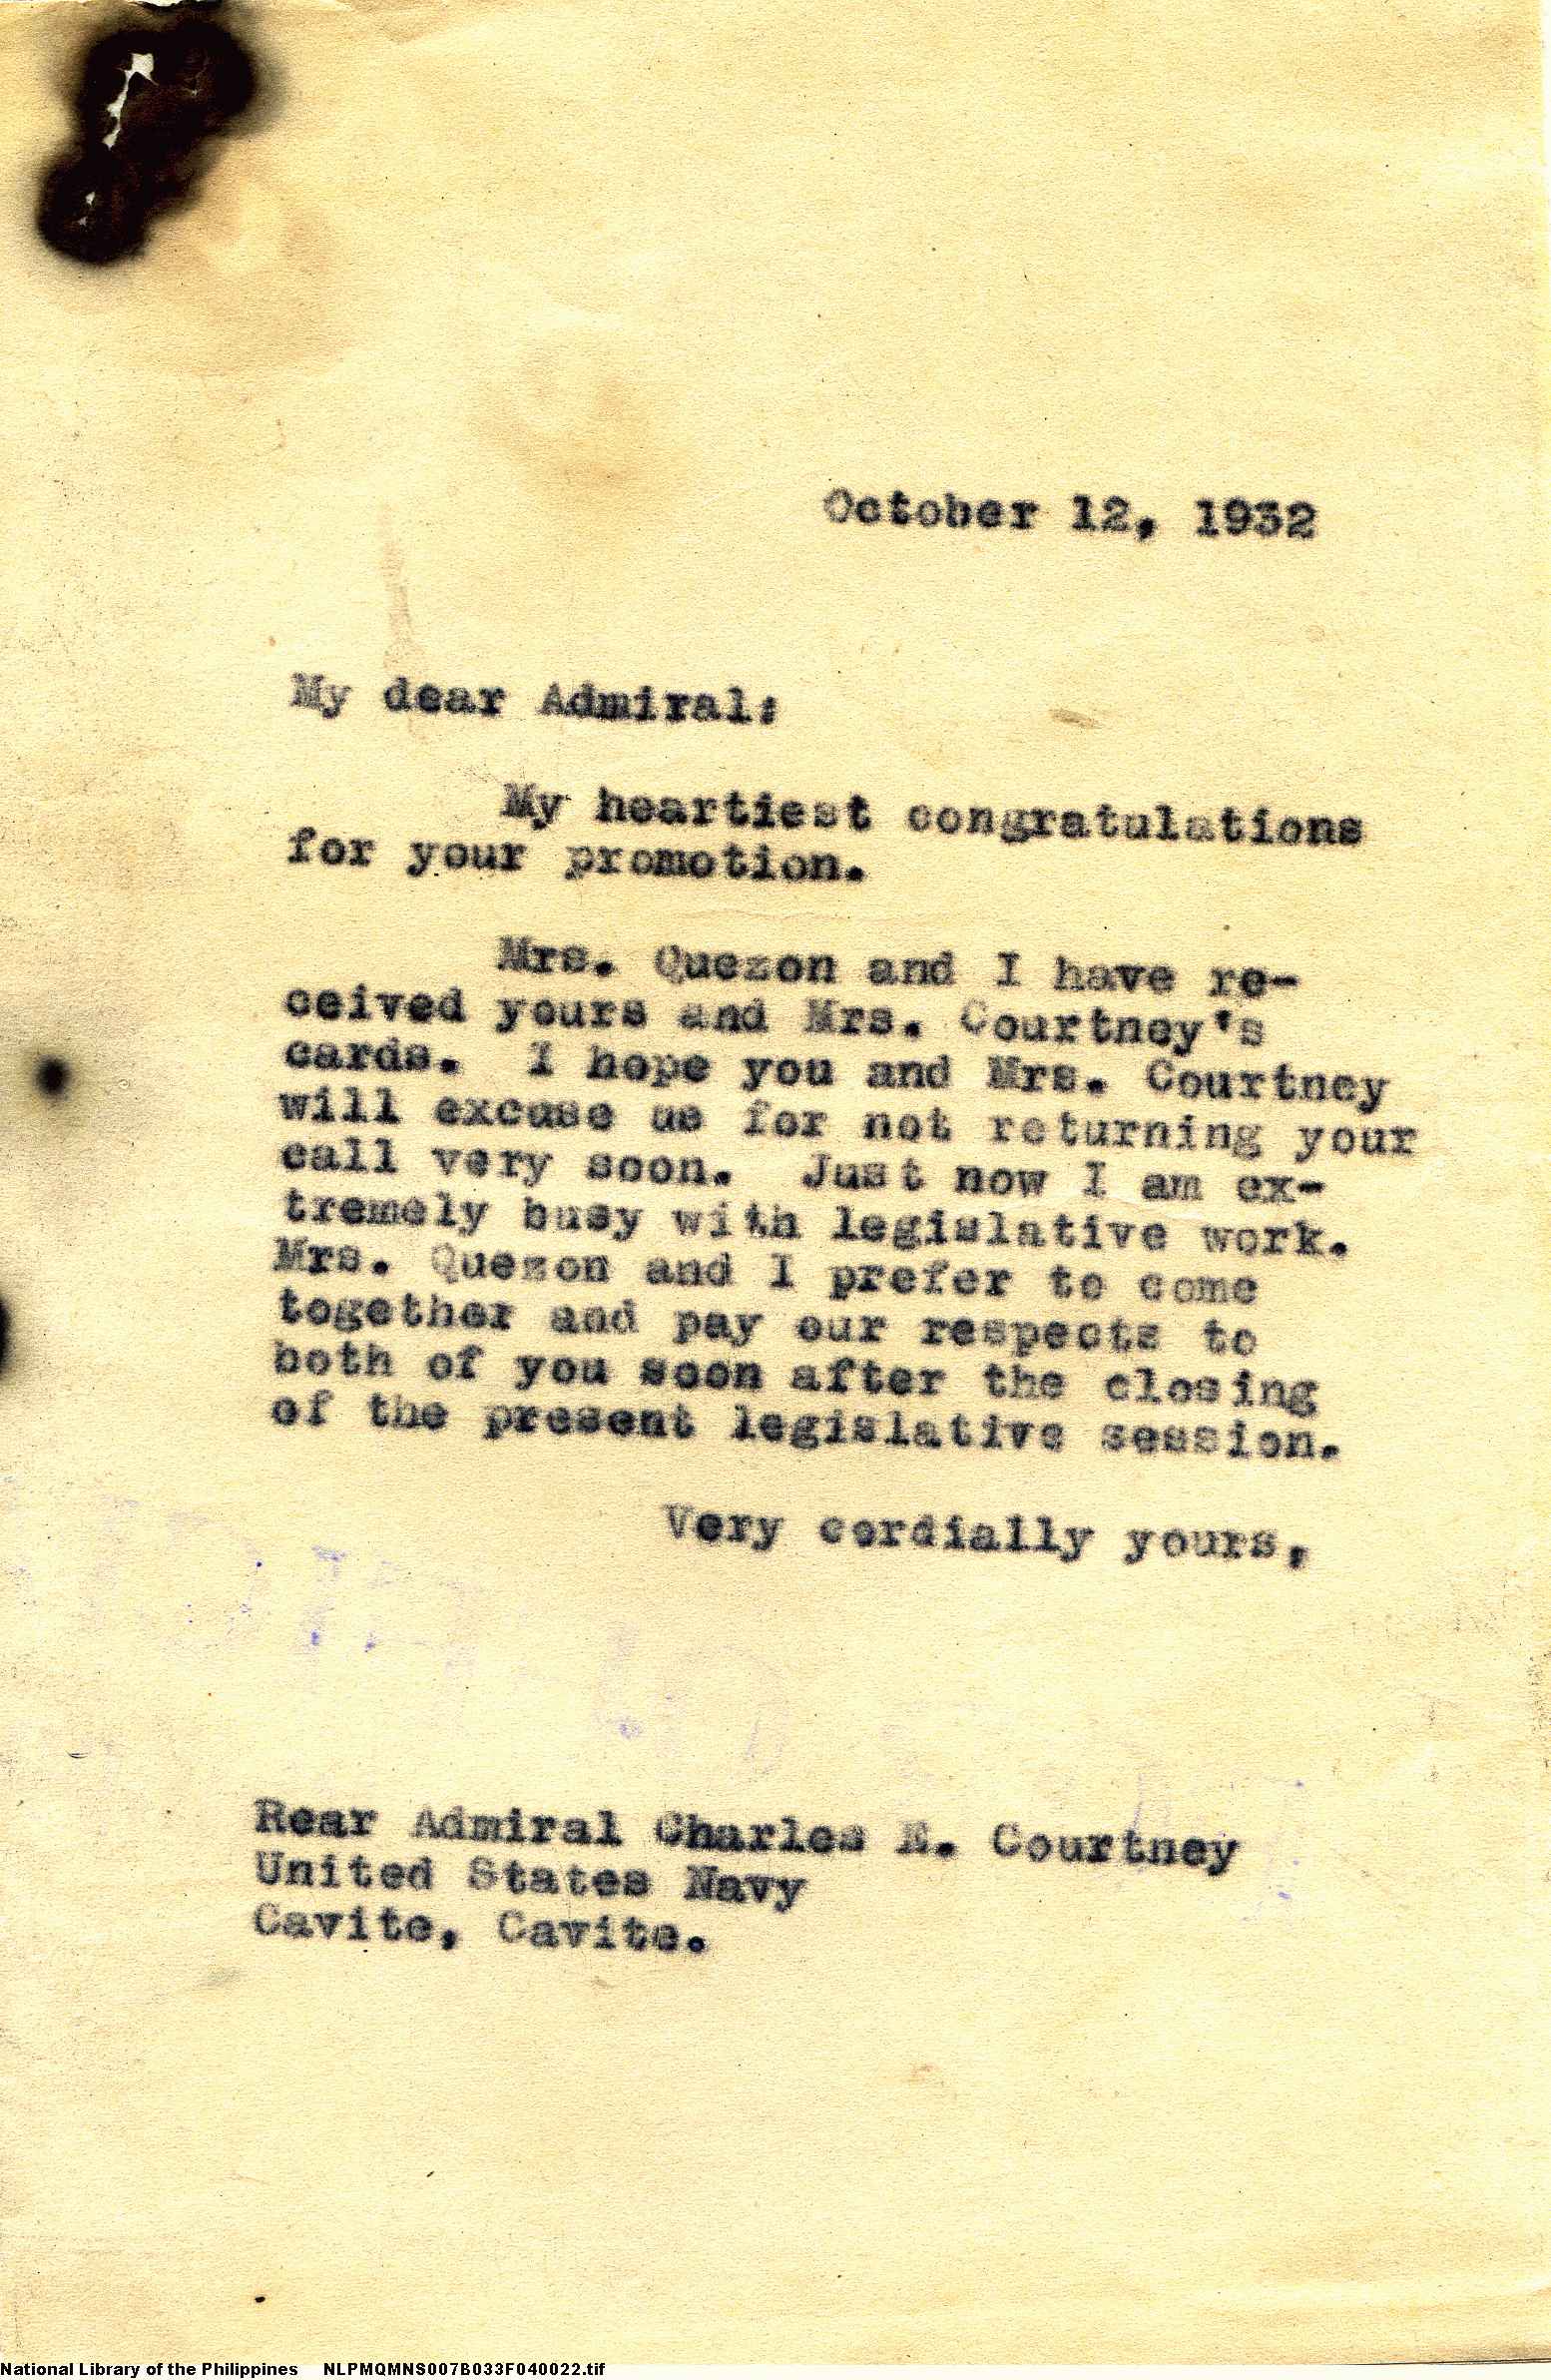 October 12, 1932
My dear Admiral:
My heartiest congratulations
for your promotion.
Mrs. Quezon and I have re-
ceived yours and Mrs. Courtney's
cards. I hope you and Mrs. Courtney
will excuse us for not returning your
call very soon. Just now I am ex-
tremely busy with legislative work.
Mrs. Quezon and I prefer to come
together and pay our respects to
both of you soon after the closing
of the present legislative session.
Very cordially yours,
Rear Admiral Charles E. Courtney
United States Navy
Cavite, Cavite.
National Library of the Philippines NLPMQMNS007B033F040022.tif